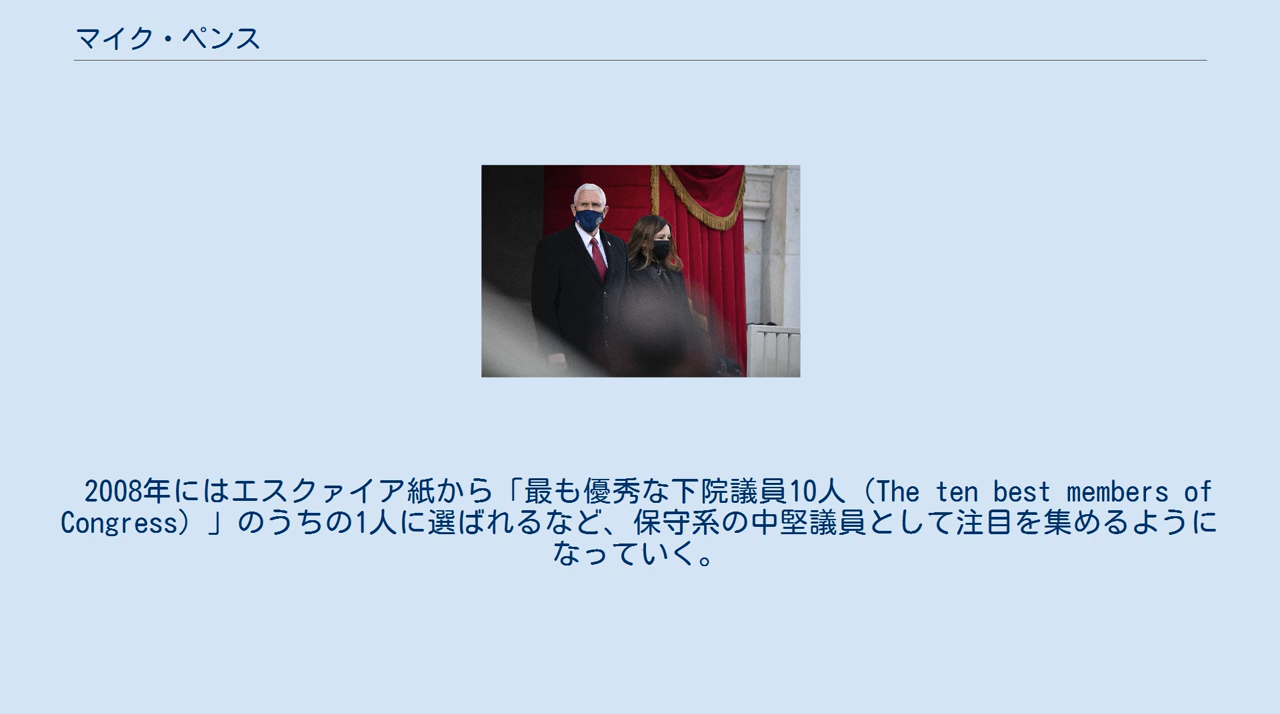 マイク・ペンス
2008年にはエスクァイア紙から「最も優秀な下院議員10人（The ten best members of
Congress）」のうちの1人に選ばれるなど、保守系の中堅議員として注目を集めるように
なっていく。